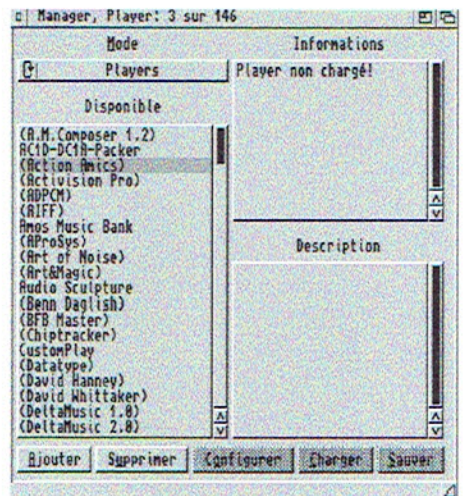 Manager, Player: 3 sur 146
Mode
Players
Disponible
(A.M.Composer 1.2)
AC1D-DC1A-Packer
(Action Amics)
(Activision Pro)
(ADPCM)
(AIFF)
Amos Music Bank
(AProSys)
(Art of Noise)
(Art&Magic)
Audio Sculpture
(Benn Daglish)
(BFB Master)
(Chiptracker)
CustomPlay
(Datatype)
(David Hanney)
(David Whittaker)
(DeltaMusic 1.0)
(DeltaMusic 2.0)
Informations
Player non chargé!
Description
Ajouter
Supprimer
Configurer
Charger
Sauver